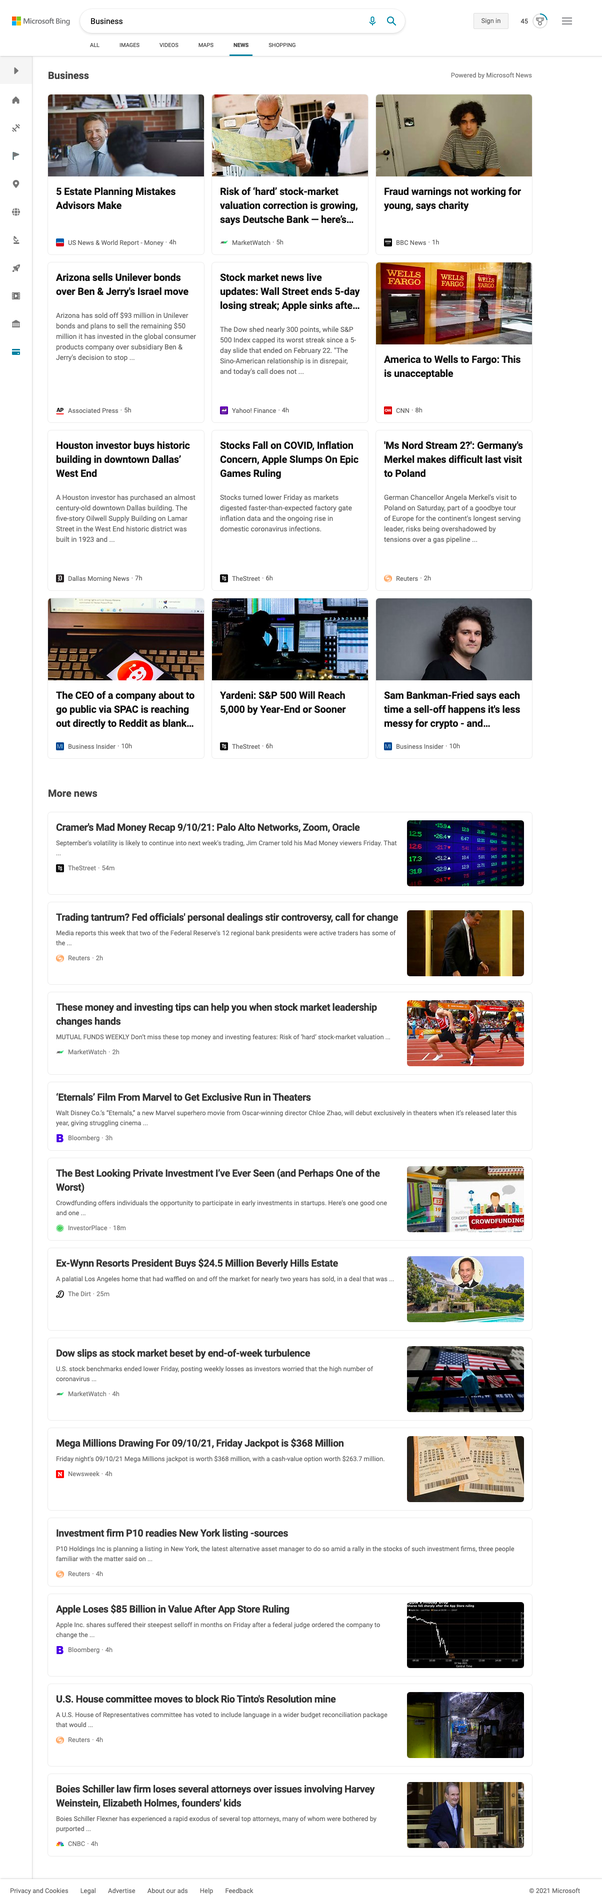 Microsoft Bing
Business
Sign in
45
ALL
IMAGES
VIDEOS
MAPS
NEWS
SHOPPING
Business
Powered by Microsoft News
5 Estate Planning Mistakes
Advisors Make
US News & World Report - Money · 4h
Risk of 'hard' stock-market
valuation correction is growing,
says Deutsche Bank — here's...
MarketWatch · 5h
Fraud warnings not working for
young, says charity
BBC News · 1h
Arizona sells Unilever bonds
over Ben & Jerry's Israel move
Arizona has sold off $93 million in Unilever
bonds and plans to sell the remaining $50
million it has invested in the global consumer
products company over subsidiary Ben &
Jerry's decision to stop ...
AP
Associated Press · 5h
Stock market news live
updates: Wall Street ends 5-day
losing streak; Apple sinks afte...
The Dow shed nearly 300 points, while S&P
500 Index capped its worst streak since a 5-
day slide that ended on February 22. "The
Sino-American relationship is in disrepair,
and today's call does not ...
Yahoo! Finance · 4h
WELLS
FARGO
WELLS
FARGO
WELLS
FARGO
America to Wells to Fargo: This
is unacceptable
CNN · 8h
Houston investor buys historic
building in downtown Dallas'
West End
A Houston investor has purchased an almost
century-old downtown Dallas building. The
five-story Oilwell Supply Building on Lamar
Street in the West End historic district was
built in 1923 and ...
Dallas Morning News · 7h
Stocks Fall on COVID, Inflation
Concern, Apple Slumps On Epic
Games Ruling
Stocks turned lower Friday as markets
digested faster-than-expected factory gate
inflation data and the ongoing rise in
domestic coronavirus infections.
TheStreet · 6h
'Ms Nord Stream 2?': Germany's
Merkel makes difficult last visit
to Poland
German Chancellor Angela Merkel's visit to
Poland on Saturday, part of a goodbye tour
of Europe for the continent's longest serving
leader, risks being overshadowed by
tensions over a gas pipeline ...
Reuters · 2h
The CEO of a company about to
go public via SPAC is reaching
out directly to Reddit as blank...
Business Insider · 10h
Yardeni: S&P 500 Will Reach
5,000 by Year-End or Sooner
TheStreet · 6h
Sam Bankman-Fried says each
time a sell-off happens it's less
messy for crypto - and...
Business Insider · 10h
More news
Cramer's Mad Money Recap 9/10/21: Palo Alto Networks, Zoom, Oracle
September's volatility is likely to continue into next week's trading, Jim Cramer told his Mad Money viewers Friday. That
...
TheStreet · 54m
Trading tantrum? Fed officials' personal dealings stir controversy, call for change
Media reports this week that two of the Federal Reserve's 12 regional bank presidents were active traders has some of
the ...
Reuters · 2h
These money and investing tips can help you when stock market leadership
changes hands
MUTUAL FUNDS WEEKLY Don't miss these top money and investing features: Risk of 'hard' stock-market valuation ...
MarketWatch · 2h
'Eternals' Film From Marvel to Get Exclusive Run in Theaters
Walt Disney Co.'s "Eternals," a new Marvel superhero movie from Oscar-winning director Chloe Zhao, will debut exclusively in theaters when it's released later this
year, giving struggling cinema ...
B
Bloomberg · 3h
The Best Looking Private Investment I've Ever Seen (and Perhaps One of the
Worst)
Crowdfunding offers individuals the opportunity to participate in early investments in startups. Here's one good one
and one ...
InvestorPlace · 18m
CROWDFUNDING
Ex-Wynn Resorts President Buys $24.5 Million Beverly Hills Estate
A palatial Los Angeles home that had waffled on and off the market for nearly two years has sold, in a deal that was ...
The Dirt · 25m
Dow slips as stock market beset by end-of-week turbulence
U.S. stock benchmarks ended lower Friday, posting weekly losses as investors worried that the high number of
coronavirus ...
MarketWatch · 4h
Mega Millions Drawing For 09/10/21, Friday Jackpot is $368 Million
Friday night's 09/10/21 Mega Millions jackpot is worth $368 million, with a cash-value option worth $263.7 million.
N
Newsweek · 4h
Investment firm P10 readies New York listing -sources
P10 Holdings Inc is planning a listing in New York, the latest alternative asset manager to do so amid a rally in the stocks of such investment firms, three people
familiar with the matter said on ...
Reuters · 4h
Apple Loses $85 Billion in Value After App Store Ruling
Apple Inc. shares suffered their steepest selloff in months on Friday after a federal judge ordered the company to
change the ...
B
Bloomberg · 4h
U.S. House committee moves to block Rio Tinto's Resolution mine
A U.S. House of Representatives committee has voted to include language in a wider budget reconciliation package
that would ...
Reuters · 4h
Boies Schiller law firm loses several attorneys over issues involving Harvey
Weinstein, Elizabeth Holmes, founders' kids
Boies Schiller Flexner has experienced a rapid exodus of several top attorneys, many of whom were bothered by
purported ...
CNBC · 4h
Privacy and Cookies
Legal
Advertise
About our ads
Help
Feedback
© 2021 Microsoft